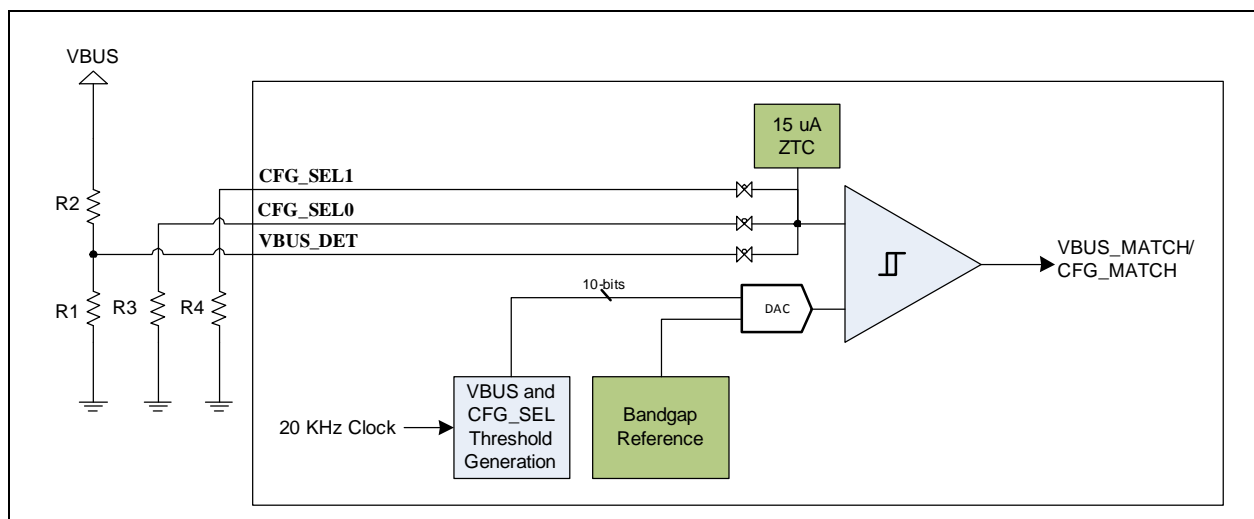 VBUS
15 uA
ZTC
CFG_SEL1
R2
CFG_SEL0
VBUS_DET
VBUS_MATCH/
CFG_MATCH
10-bits
R1
R3
R4
DAC
VBUS and
CFG_SEL
Threshold
Generation
Bandgap
Reference
20 KHz Clock